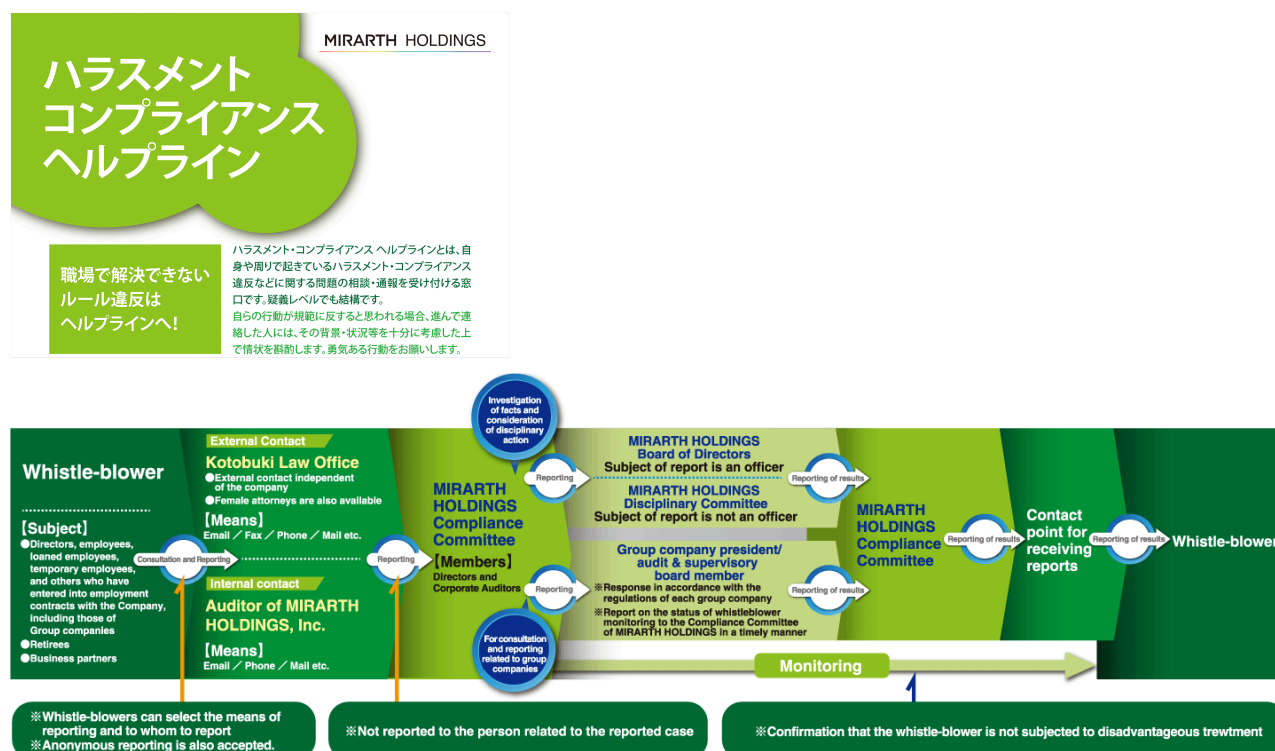 MIRARTH HOLDINGS
ハラスメント
コンプライアンス
ヘルプライン
職場で解決できない
ルール違反は
ヘルプラインへ!
ハラスメント・コンプライアンス ヘルプラインとは、自
身や周りで起きているハラスメント・コンプライアンス
違反などに関する問題の相談・通報を受け付ける窓
口です。疑義レベルでも結構です。
自らの行動が規範に反すると思われる場合、進んで連
絡した人には、その背景・状況等を十分に考慮した上
で情状を斟酌します。勇気ある行動をお願いします。
Whistle-blower
【Subject】
●Directors, employees,
loaned employees,
temporary employees,
and others who have
entered into employment
contracts with the Company,
including those of
Group companies
●Retirees
●Business partners
Consultation and Reporting
External Contact
Kotobuki Law Office
●External contact independent
of the company
●Female attorneys are also available
【Means】
Email ／ Fax ／ Phone ／ Mail etc.
internal contact
Auditor of MIRARTH
HOLDINGS, Inc.
【Means】
Email ／ Phone ／ Mail etc.
Reporting
MIRARTH
HOLDINGS
Compliance
Committee
【Members】
Directors and
Corporate Auditors
Investigation
of facts and
consideration
of disciplinary
action
Reporting
MIRARTH HOLDINGS
Board of Directors
Subject of report is an officer
MIRARTH HOLDINGS
Disciplinary Committee
Subject of report is not an officer
Reporting of results
For consultation
and reporting
related to group
companies
Reporting
Group company president/
audit & supervisory
board member
※Response in accordance with the
regulations of each group company
※Report on the status of whistleblower
monitoring to the Compliance Committee
of MIRARTH HOLDINGS in a timely manner
Reporting of results
MIRARTH
HOLDINGS
Compliance
Committee
Reporting of results
Contact
point for
receiving
reports
Reporting of results
Whistle-blower
Monitoring
※Whistle-blowers can select the means of
reporting and to whom to report
※Anonymous reporting is also accepted.
※Not reported to the person related to the reported case
※Confirmation that the whistle-blower is not subjected to disadvantageous trewtment